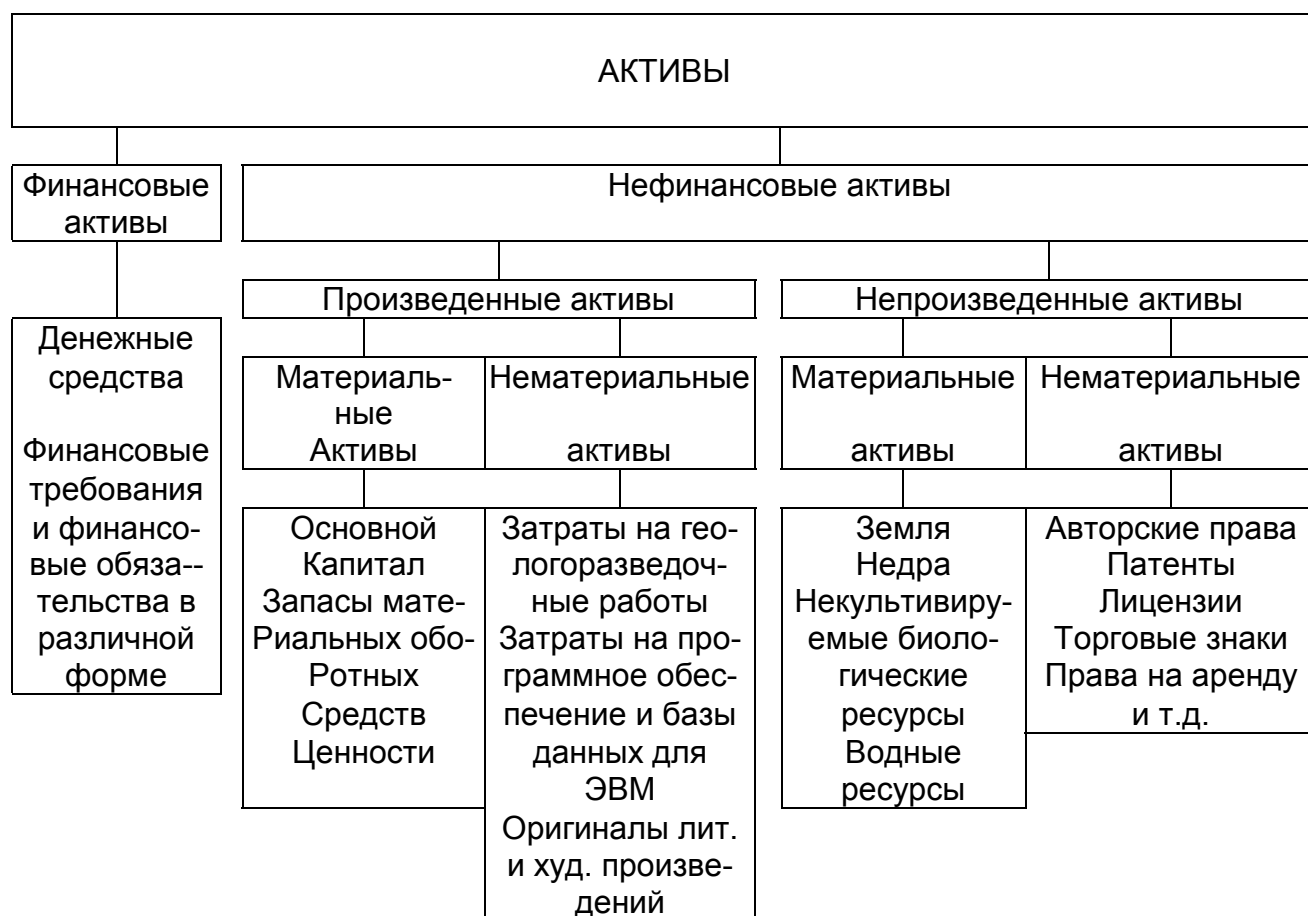 АКТИВЫ
Финансовые
активы
Нефинансовые активы
Произведенные активы
Непроизведенные активы
Денежные
средства
Финансовые
требования
и финансо-
вые обяза--
тельства в
различной
форме
Материаль-
ные
Активы
Нематериальные
активы
Материальные
активы
Нематериальные
активы
Основной
Капитал
Запасы мате-
Риальных обо-
Ротных
Средств
Ценности
Затраты на гео-
логоразведоч-
ные работы
Затраты на про-
граммное обес-
печение и базы
данных для
ЭВМ
Оригиналы лит.
и худ. произве-
дений
Земля
Недра
Некультивиру-
емые биоло-
гические
ресурсы
Водные
ресурсы
Авторские права
Патенты
Лицензии
Торговые знаки
Права на аренду
и т.д.